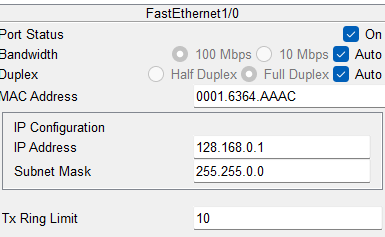 FastEthernet1/0
Port Status On
Bandwidth 100 Mbps 10 Mbps Auto
Duplex Half Duplex Full Duplex Auto
MAC Address 0001.6364.AAAC
IP Configuration
IP Address 128.168.0.1
Subnet Mask 255.255.0.0
Tx Ring Limit 10